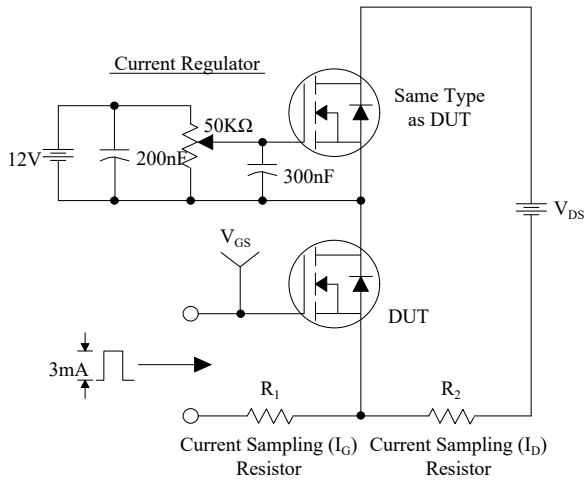 Current Regulator
Same Type
as DUT
50KΩ
12V
200nF
300nF
V_DS
V_GS
DUT
3mA
R_1
R_2
Current Sampling (I_G)
Resistor
Current Sampling (I_D)
Resistor